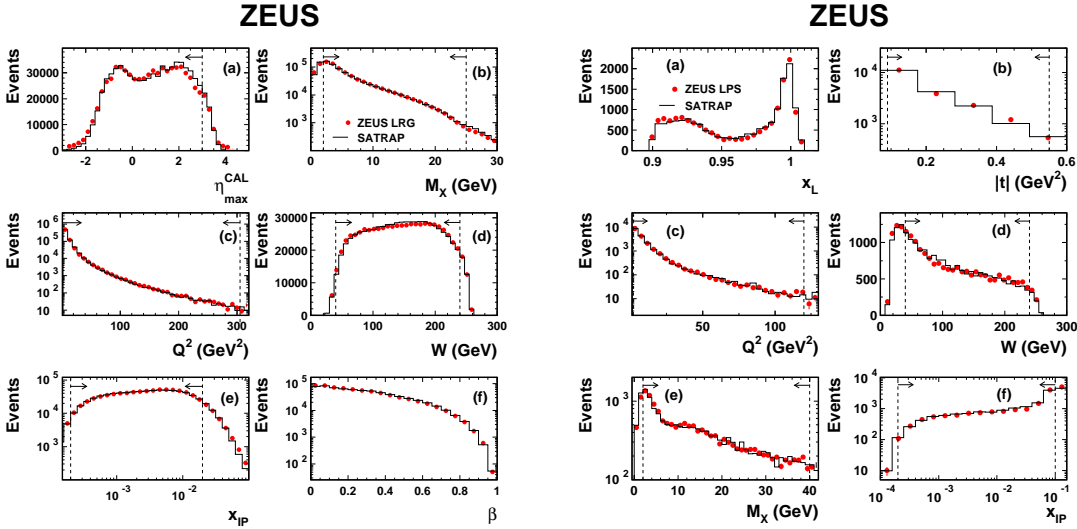 ZEUS
Events
30000
20000
10000
0
-2
0
2
4
(a)
η_max^CAL
Events
10^5
10^4
10^3
0
10
20
30
(b)
ZEUS LRG
SATRAP
M_X (GeV)
Events
10^6
10^5
10^4
10^3
10^2
10
100
200
300
(c)
Q^2 (GeV^2)
Events
30000
20000
10000
0
0
100
200
300
(d)
W (GeV)
Events
10^5
10^4
10^3
10^-3
10^-2
(e)
x_IP
Events
10^5
10^4
10^3
10^2
0
0.2
0.4
0.6
0.8
1
(f)
β
ZEUS
Events
2000
1500
1000
500
0
0.9
0.95
1
(a)
ZEUS LPS
SATRAP
x_L
Events
10^4
10^3
0.2
0.4
0.6
(b)
|t| (GeV^2)
Events
10^4
10^3
10^2
10
50
100
(c)
Q^2 (GeV^2)
Events
1000
500
0
0
100
200
300
(d)
W (GeV)
Events
10^3
10^2
0
10
20
30
40
(e)
M_X (GeV)
Events
10^4
10^3
10^2
10
10^-4
10^-3
10^-2
10^-1
(f)
x_IP